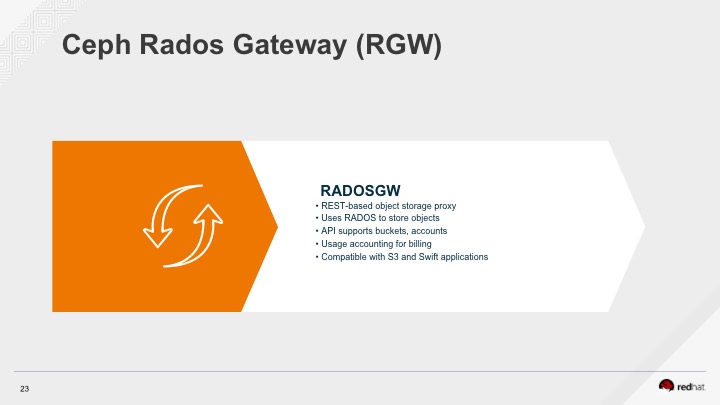 Ceph Rados Gateway (RGW)
RADOSGW
• REST-based object storage proxy
• Uses RADOS to store objects
• API supports buckets, accounts
• Usage accounting for billing
• Compatible with S3 and Swift applications
23
redhat.